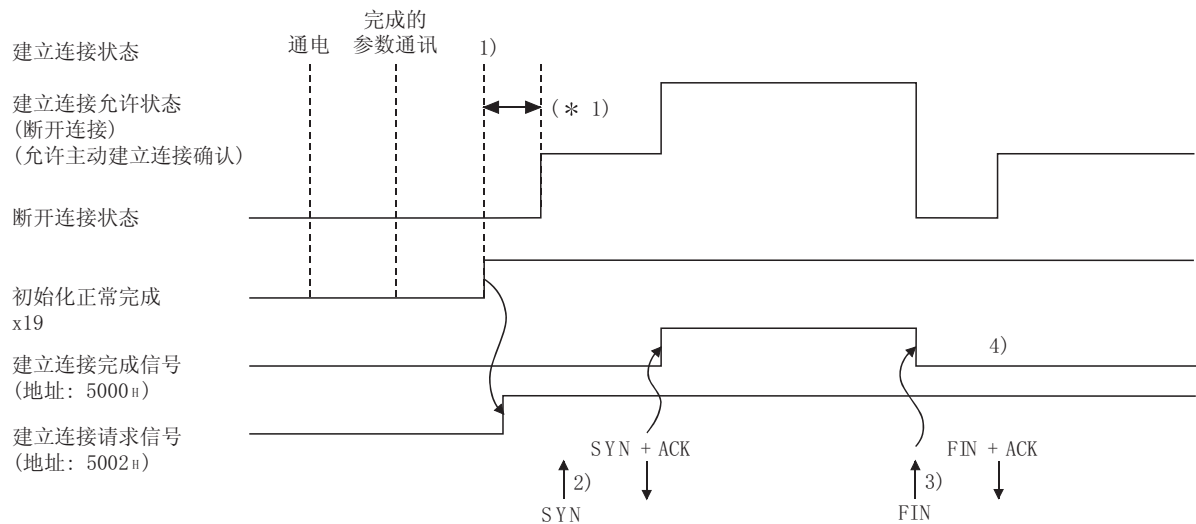 完成的
通电 参数通讯 1)
建立连接状态
建立连接允许状态 (* 1)
(断开连接)
(允许主动建立连接确认)
断开连接状态
初始化正常完成
x19
建立连接完成信号 4)
(地址: 5000H)
建立连接请求信号
(地址: 5002H)
SYN + ACK FIN + ACK
2) 3)
SYN FIN